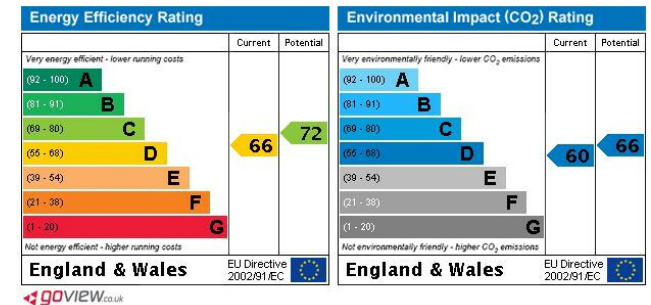 Energy Efficiency Rating
Current Potential
Very energy efficient - lower running costs
(92 - 100) A
(81 - 91) B
(69 - 80) C
72
(55 - 68) D
66
(39 - 54) E
(21 - 38) F
(1 - 20) G
Not energy efficient - higher running costs
England & Wales
EU Directive
2002/91/EC
Environmental Impact (CO2) Rating
Current Potential
Very environmentally friendly - lower CO2 emissions
(92 - 100) A
(81 - 91) B
(69 - 80) C
(55 - 68) D
60
66
(39 - 54) E
(21 - 38) F
(1 - 20) G
Not environmentally friendly - higher CO2 emissions
England & Wales
EU Directive
2002/91/EC
goview.co.uk